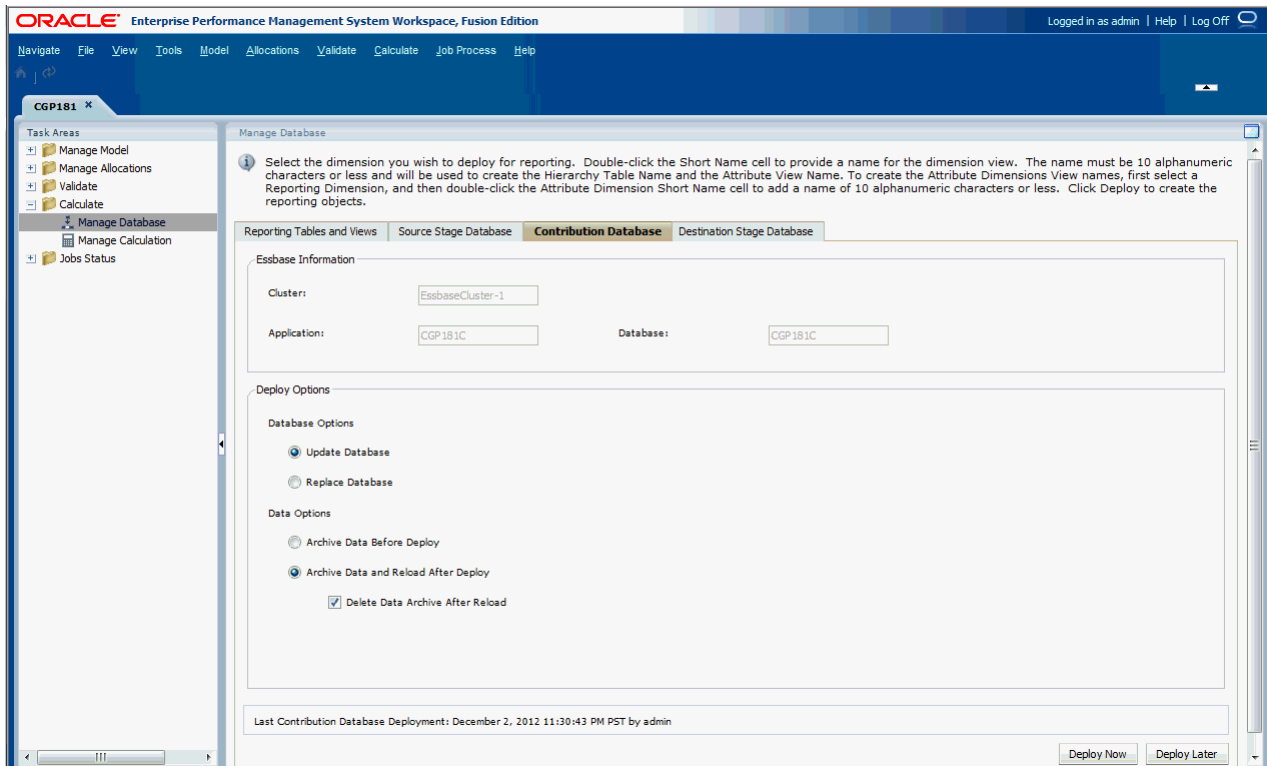 ORACLE® Enterprise Performance Management System Workspace, Fusion Edition
Logged in as admin | Help | Log Off
Navigate File View Tools Model Allocations Validate Calculate Job Process Help
CGP181 ×
Task Areas
Manage Model
Manage Allocations
Validate
Calculate
Manage Database
Manage Calculation
Jobs Status
Manage Database
Select the dimension you wish to deploy for reporting. Double-click the Short Name cell to provide a name for the dimension view. The name must be 10 alphanumeric
characters or less and will be used to create the Hierarchy Table Name and the Attribute View Name. To create the Attribute Dimensions View names, first select a
Reporting Dimension, and then double-click the Attribute Dimension Short Name cell to add a name of 10 alphanumeric characters or less. Click Deploy to create the
reporting objects.
Reporting Tables and Views Source Stage Database Contribution Database Destination Stage Database
Essbase Information
Cluster: EssbaseCluster-1
Application: CGP181C Database: CGP181C
Deploy Options
Database Options
Update Database
Replace Database
Data Options
Archive Data Before Deploy
Archive Data and Reload After Deploy
Delete Data Archive After Reload
Last Contribution Database Deployment: December 2, 2012 11:30:43 PM PST by admin
Deploy Now Deploy Later